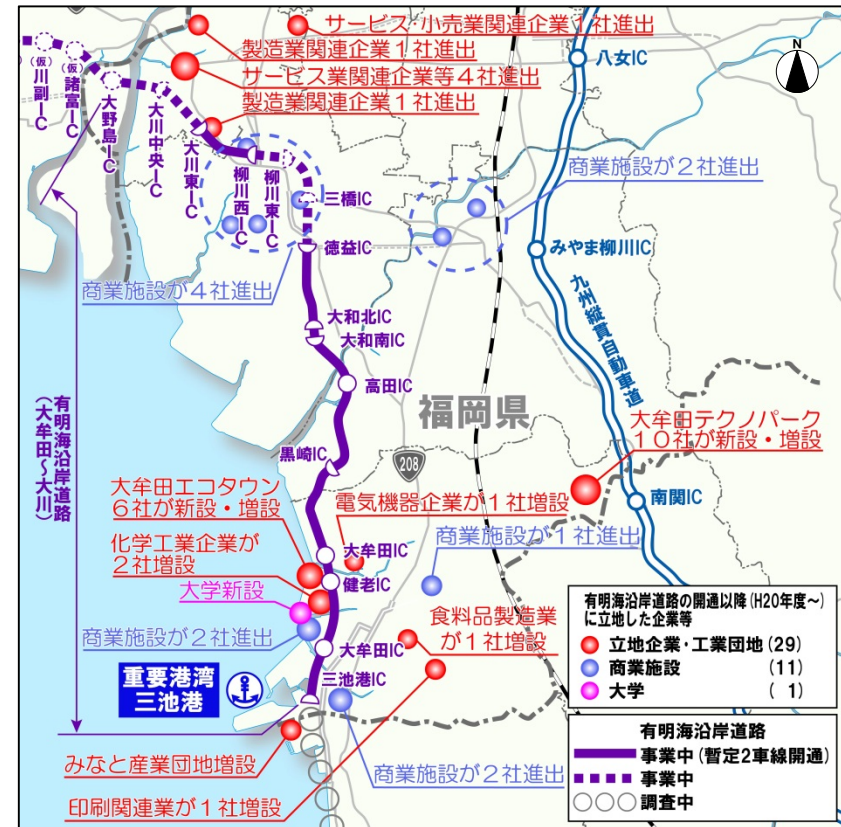 サービス・小売業関連企業1社進出
製造業関連企業1社進出
サービス業関連企業等4社進出
製造業関連企業1社進出
N
八女IC
(仮)川副IC
(仮)諸富IC
大野島IC
大川中央IC
大川東IC
柳川西IC
柳川東IC
三橋IC
徳益IC
商業施設が2社進出
みやま柳川IC
商業施設が4社進出
九州縦貫自動車道
大和北IC
大和南IC
高田IC
福岡県
有明海沿岸道路
(大牟田~大川)
大牟田テクノパーク
10社が新設・増設
黒崎IC
208
南関IC
大牟田エコタウン
6社が新設・増設
電気機器企業が1社増設
商業施設が1社進出
大牟田IC
化学工業企業が
2社増設
健老IC
大学新設
商業施設が2社進出
食料品製造業
が1社増設
大牟田IC
三池港IC
重要港湾
三池港
有明海沿岸道路の開通以降(H20年度~)
に立地した企業等
立地企業・工業団地(29)
商業施設 (11)
大学 ( 1)
みなと産業団地増設
商業施設が2社進出
印刷関連業が1社増設
有明海沿岸道路
事業中(暫定2車線開通)
事業中
調査中